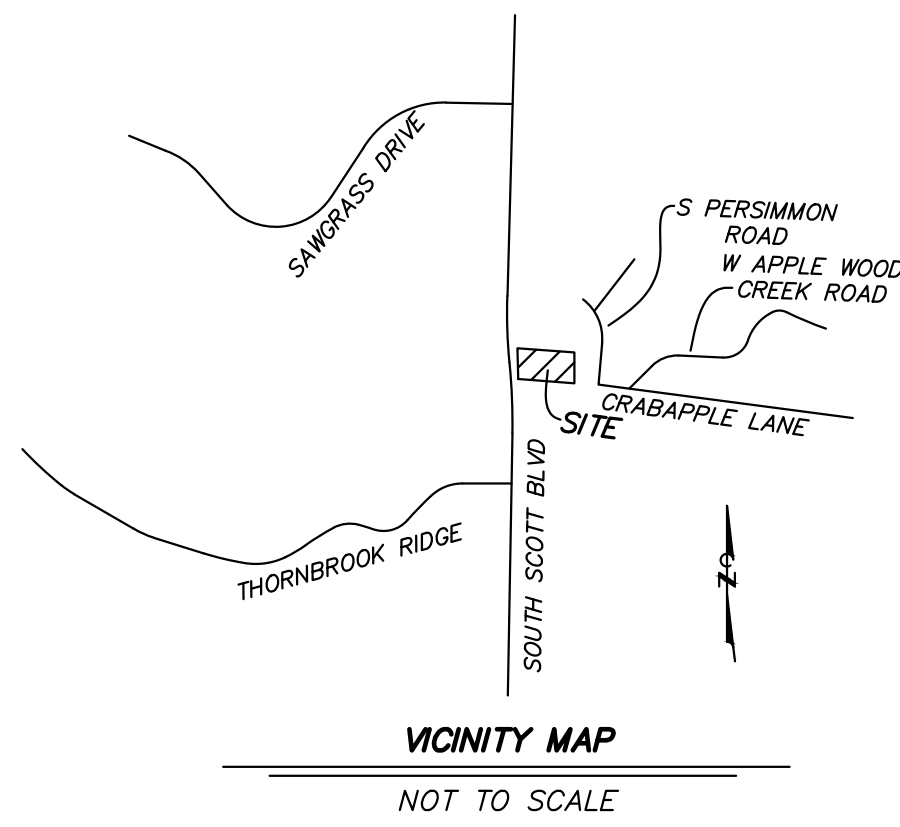 SAWGRASS DRIVE
S PERSIMMON
ROAD
W APPLE WOOD
CREEK ROAD
CRABAPPLE LANE
SITE
SOUTH SCOTT BLVD
THORNBROOK RIDGE
N
VICINITY MAP
NOT TO SCALE